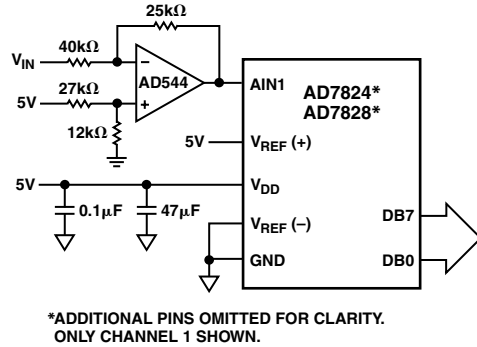 25kΩ
V_IN
40kΩ
−
AD544
+
27kΩ
5V
12kΩ
AIN1
AD7824*
AD7828*
5V
V_REF (+)
5V
V_DD
0.1μF
47μF
V_REF (–)
GND
DB7
DB0
*ADDITIONAL PINS OMITTED FOR CLARITY.
ONLY CHANNEL 1 SHOWN.